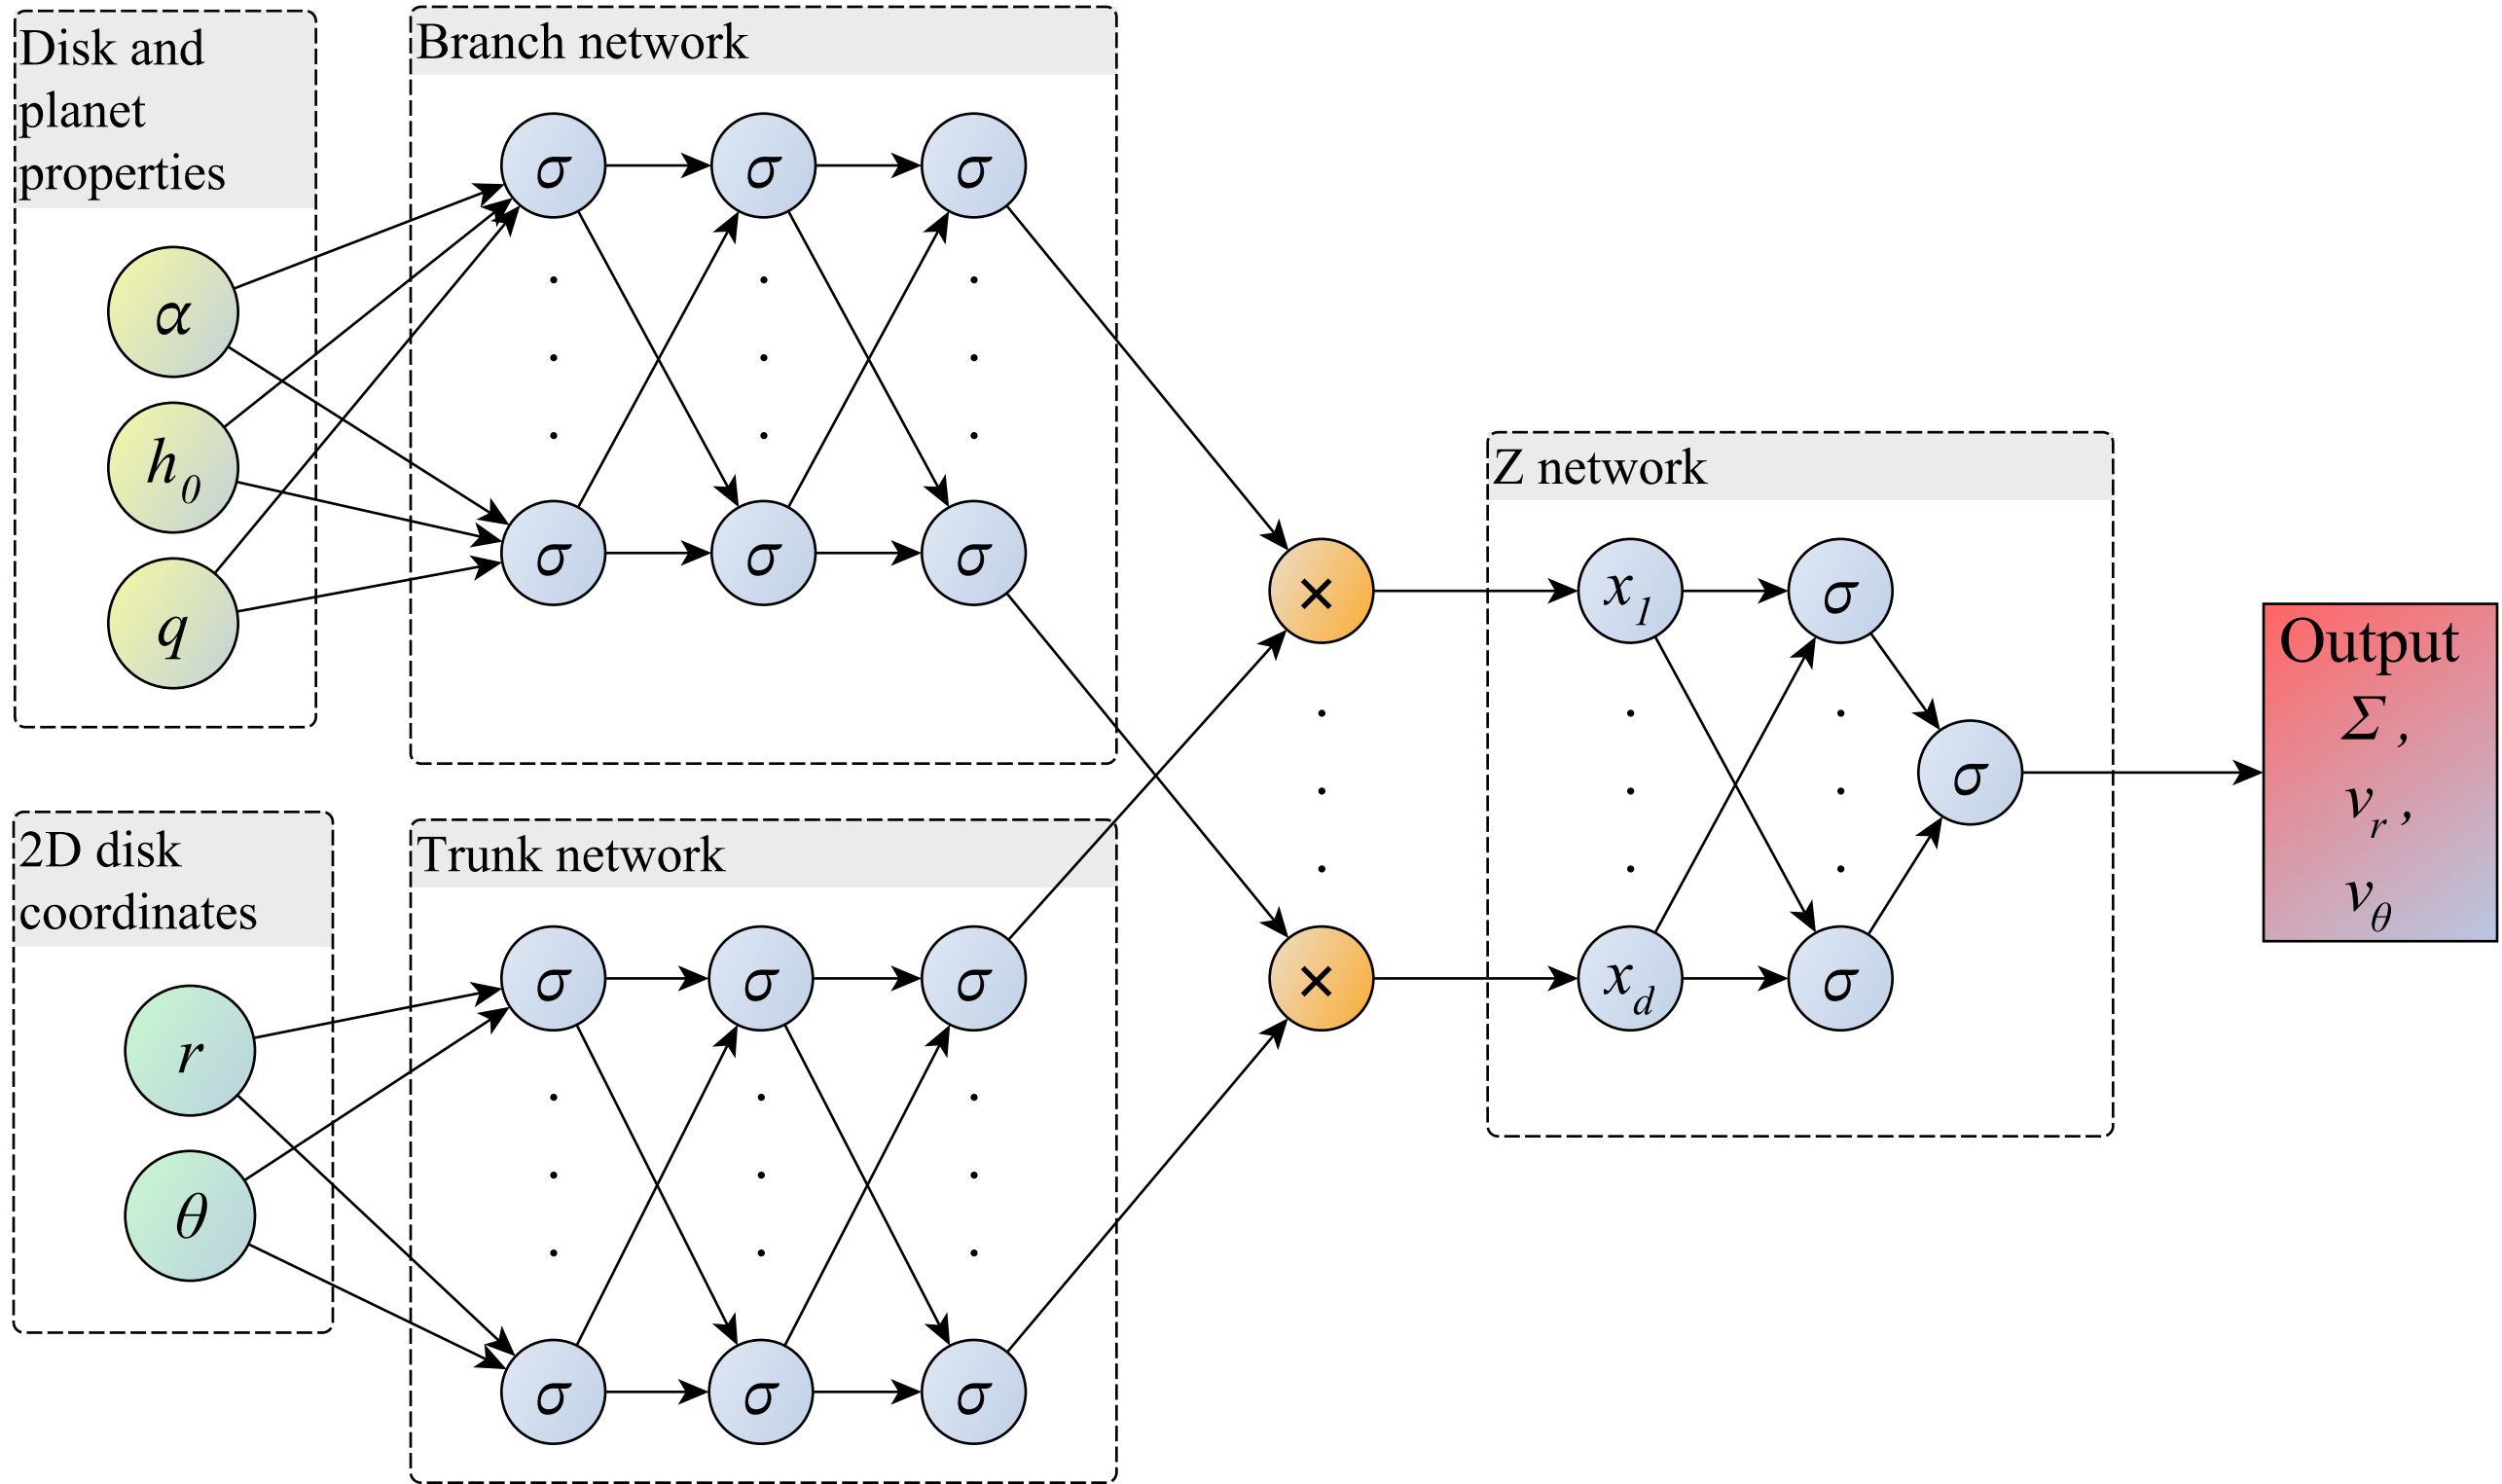 Disk and
planet
properties
α
h0
q
Branch network
σ σ σ
σ σ σ
2D disk
coordinates
r
θ
Trunk network
σ σ σ
σ σ σ
×
×
Z network
x1 σ
σ
xd σ
Output
Σ ,
vr ,
vθ